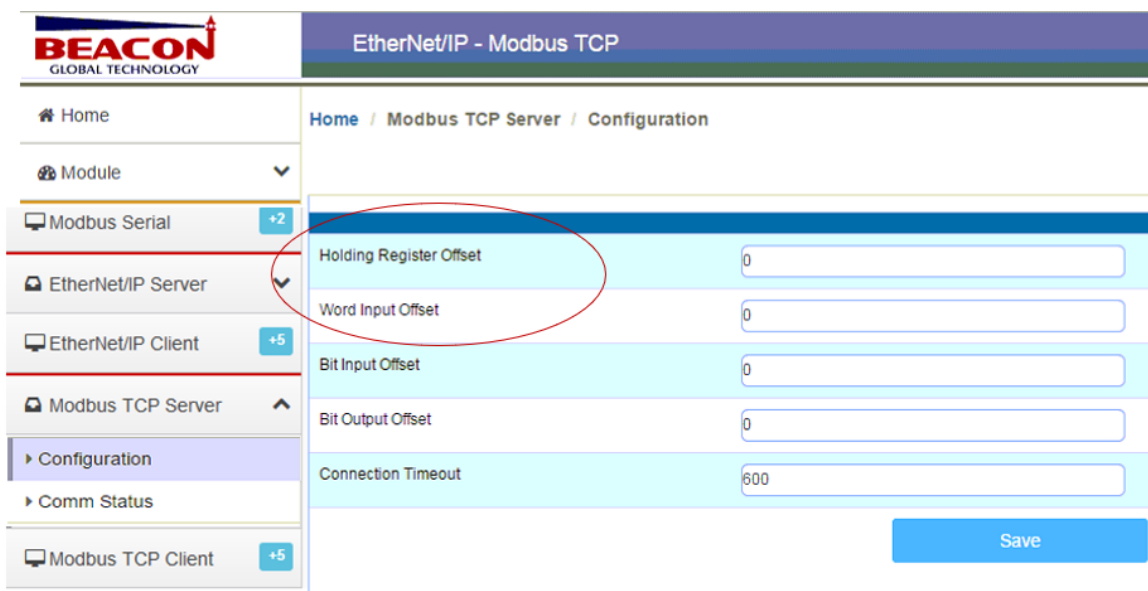 BEACON
GLOBAL TECHNOLOGY
EtherNet/IP - Modbus TCP
Home
Module
Modbus Serial +2
EtherNet/IP Server
EtherNet/IP Client +5
Modbus TCP Server
Configuration
Comm Status
Modbus TCP Client +5
Home / Modbus TCP Server / Configuration
Holding Register Offset 0
Word Input Offset 0
Bit Input Offset 0
Bit Output Offset 0
Connection Timeout 600
Save